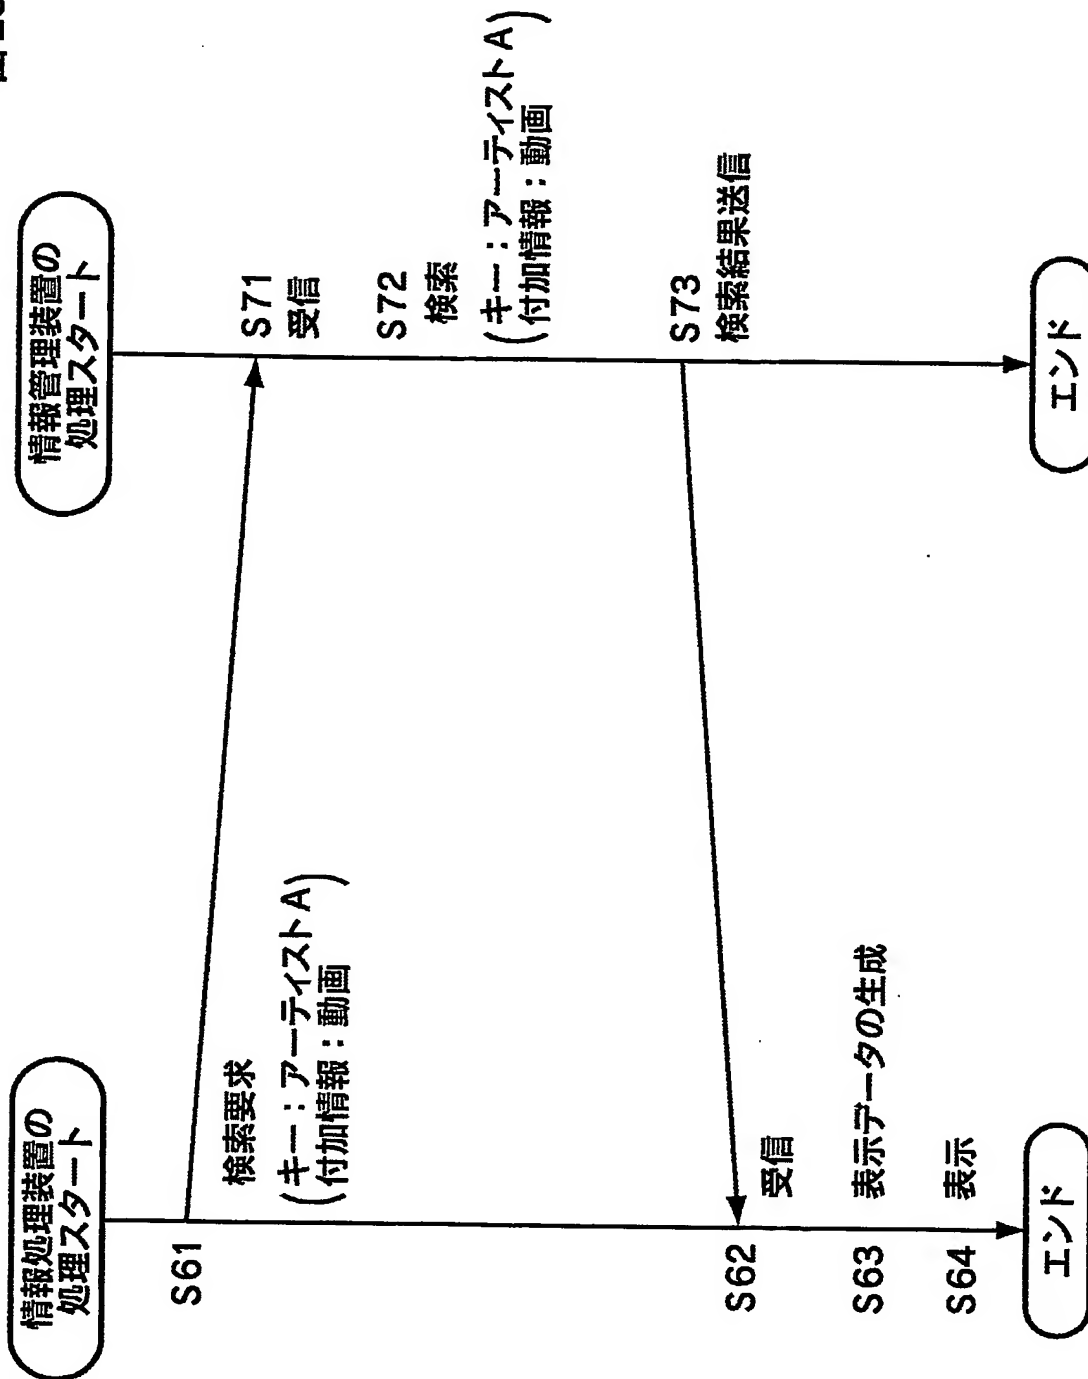 情報処理装置の
処理スタート
S61
検索要求
(キー：アーティストA
付加情報：動画)
S62
受信
S63
表示データの生成
S64
表示
エンド
情報管理装置の
処理スタート
S71
受信
S72
検索
(キー：アーティストA
付加情報：動画)
S73
検索結果送信
エンド